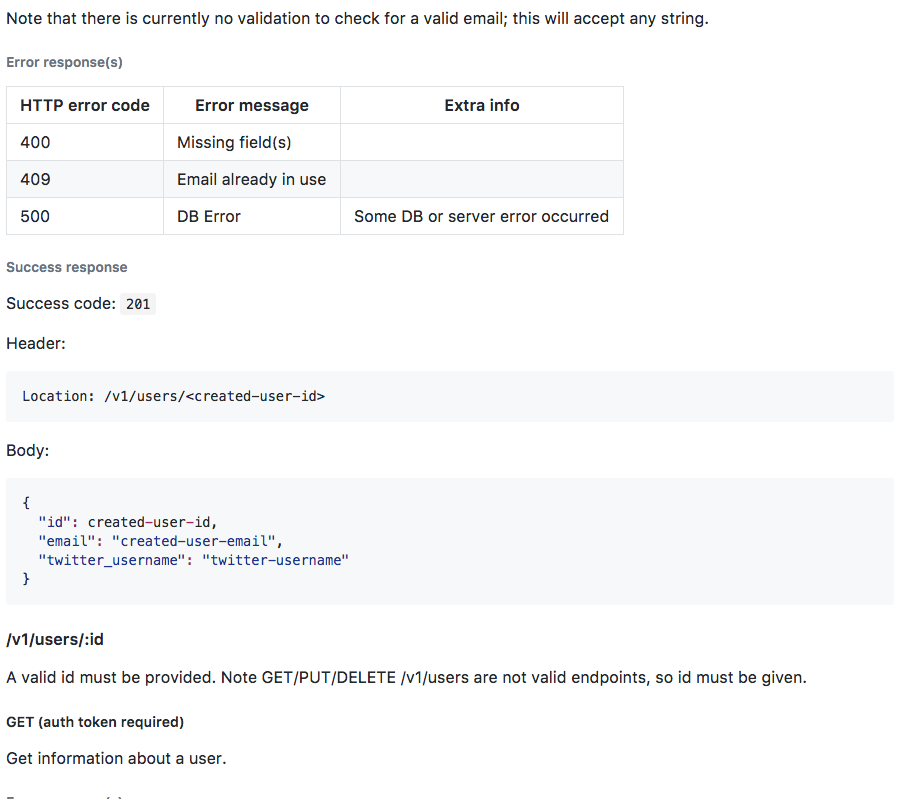 Note that there is currently no validation to check for a valid email; this will accept any string.
Error response(s)
HTTP error code Error message Extra info
400 Missing field(s)
409 Email already in use
500 DB Error Some DB or server error occurred
Success response
Success code: 201
Header:
Location: /v1/users/<created-user-id>
Body:
{
  "id": created-user-id,
  "email": "created-user-email",
  "twitter_username": "twitter-username"
}
/v1/users/:id
A valid id must be provided. Note GET/PUT/DELETE /v1/users are not valid endpoints, so id must be given.
GET (auth token required)
Get information about a user.